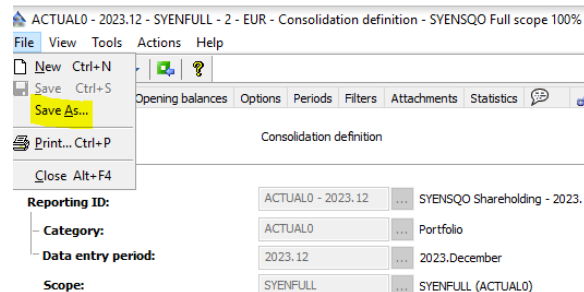 ACTUAL0 - 2023.12 - SYENFULL - 2 - EUR - Consolidation definition - SYENSQO Full scope 100%
File View Tools Actions Help
New Ctrl+N
Save Ctrl+S
Opening balances Options Periods Filters Attachments Statistics
Save As...
Print... Ctrl+P
Consolidation definition
Close Alt+F4
Reporting ID: ACTUAL0 - 2023.12 ... SYENSQO Shareholding - 2023.
Category: ACTUAL0 ... Portfolio
Data entry period: 2023.12 ... 2023.December
Scope: SYENFULL ... SYENFULL (ACTUAL0)